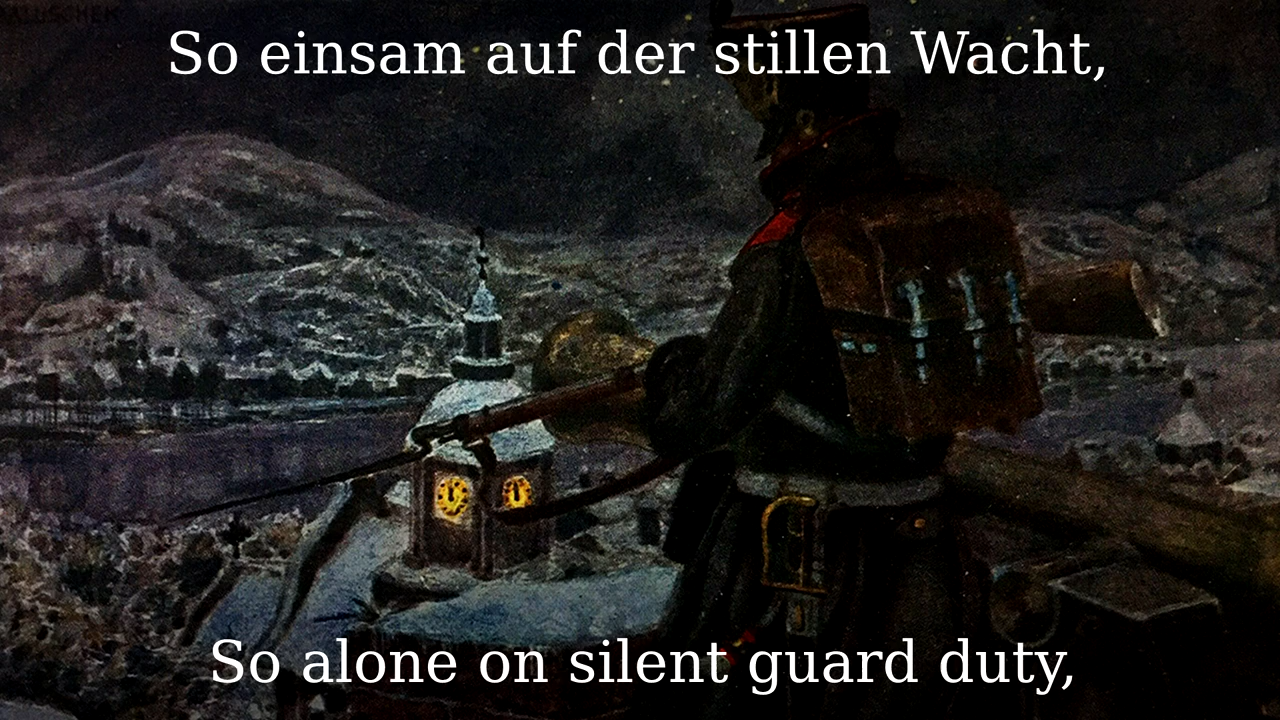 So einsam auf der stillen Wacht,
So alone on silent guard duty,